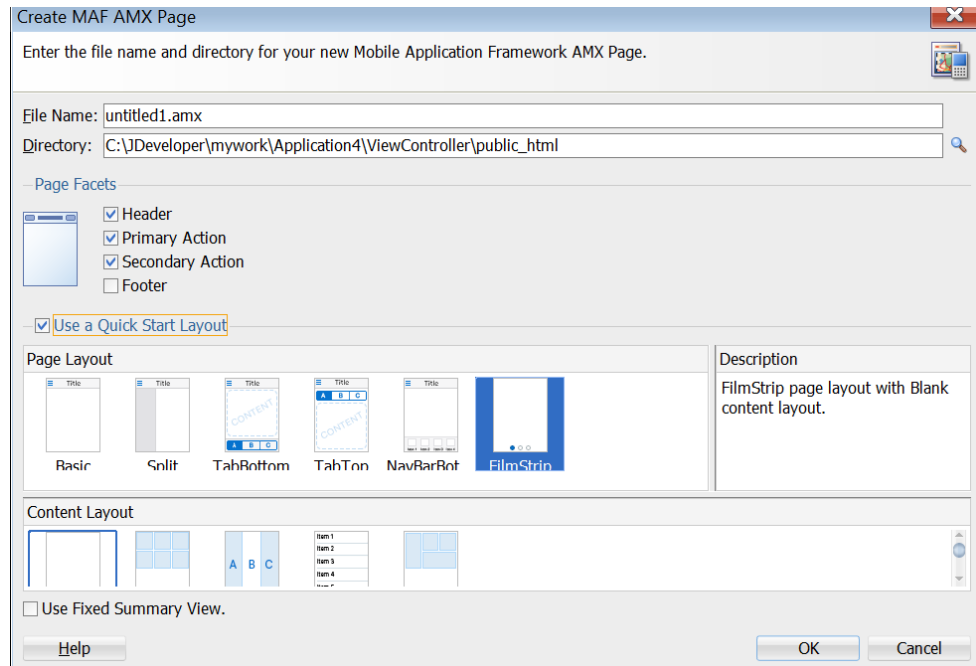 Create MAF AMX Page
Enter the file name and directory for your new Mobile Application Framework AMX Page.
File Name: untitled1.amx
Directory: C:\JDeveloper\mywork\Application4\ViewController\public_html
Page Facets
Header
Primary Action
Secondary Action
Footer
Use a Quick Start Layout
Page Layout
Title Title Title Title Title
A B C
CONTENT CONTENT
A B C
Basic Split TabBottom TabTop NavBarBot FilmStrip
Description
FilmStrip page layout with Blank
content layout.
Content Layout
A B C
Item 1
Item 2
Item 3
Item 4
Use Fixed Summary View.
Help OK Cancel